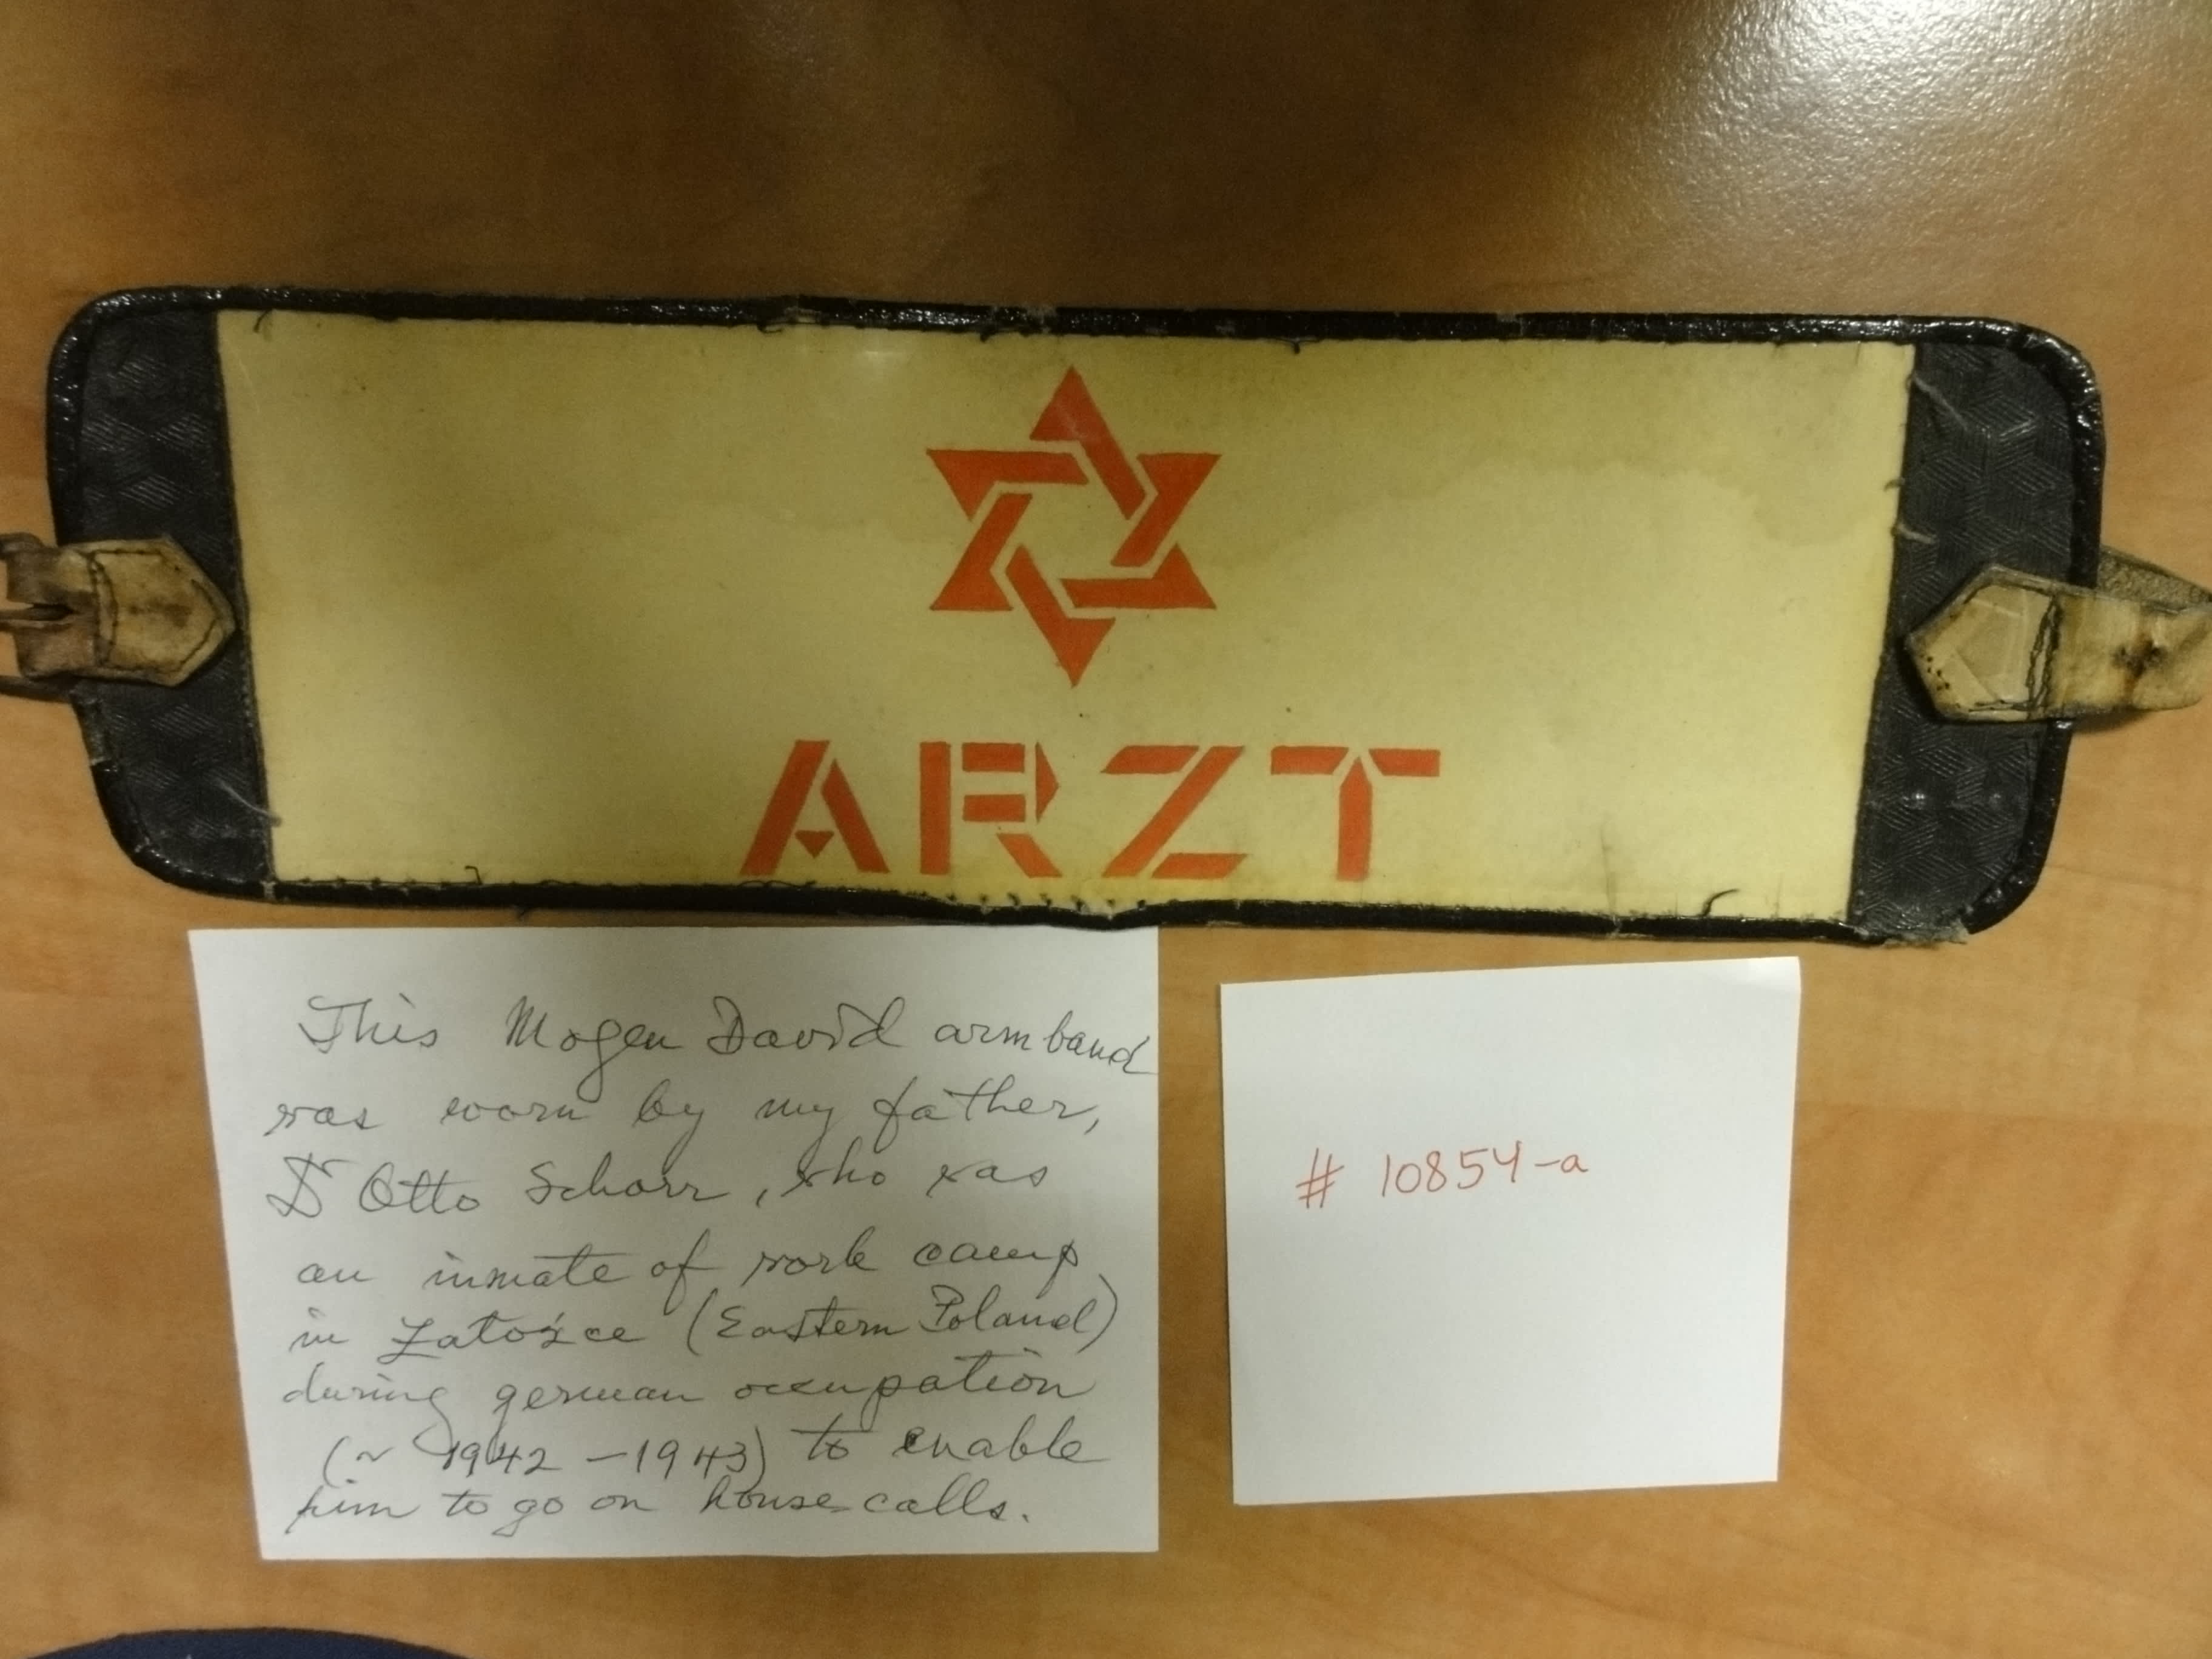 ARZT
This Mogen David armband
was worn by my father,
Dr Otto Schorr, who was
an inmate of work camp
in Załoźce (Eastern Poland)
during german occupation
(~ 1942 - 1943) to enable
him to go on house calls.
# 10854-a